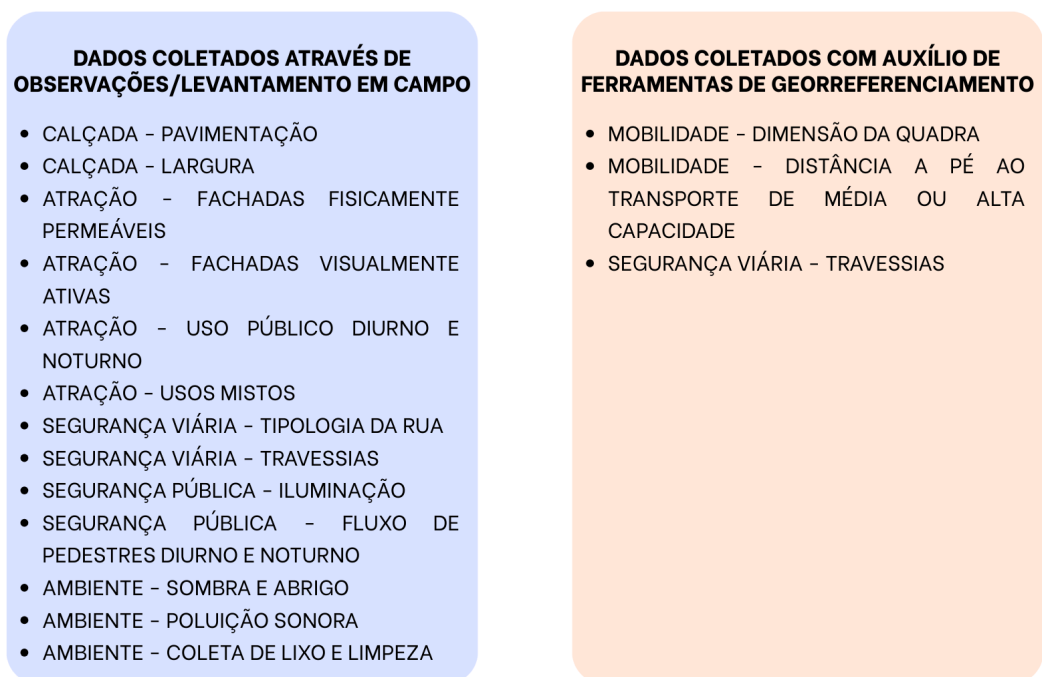 DADOS COLETADOS ATRAVÉS DE
OBSERVAÇÕES/LEVANTAMENTO EM CAMPO
• CALÇADA - PAVIMENTAÇÃO
• CALÇADA - LARGURA
• ATRAÇÃO - FACHADAS FISICAMENTE
PERMEÁVEIS
• ATRAÇÃO - FACHADAS VISUALMENTE
ATIVAS
• ATRAÇÃO - USO PÚBLICO DIURNO E
NOTURNO
• ATRAÇÃO - USOS MISTOS
• SEGURANÇA VIÁRIA - TIPOLOGIA DA RUA
• SEGURANÇA VIÁRIA - TRAVESSIAS
• SEGURANÇA PÚBLICA - ILUMINAÇÃO
• SEGURANÇA PÚBLICA - FLUXO DE
PEDESTRES DIURNO E NOTURNO
• AMBIENTE - SOMBRA E ABRIGO
• AMBIENTE - POLUIÇÃO SONORA
• AMBIENTE - COLETA DE LIXO E LIMPEZA
DADOS COLETADOS COM AUXÍLIO DE
FERRAMENTAS DE GEORREFERENCIAMENTO
• MOBILIDADE - DIMENSÃO DA QUADRA
• MOBILIDADE - DISTÂNCIA A PÉ AO
TRANSPORTE DE MÉDIA OU ALTA
CAPACIDADE
• SEGURANÇA VIÁRIA - TRAVESSIAS